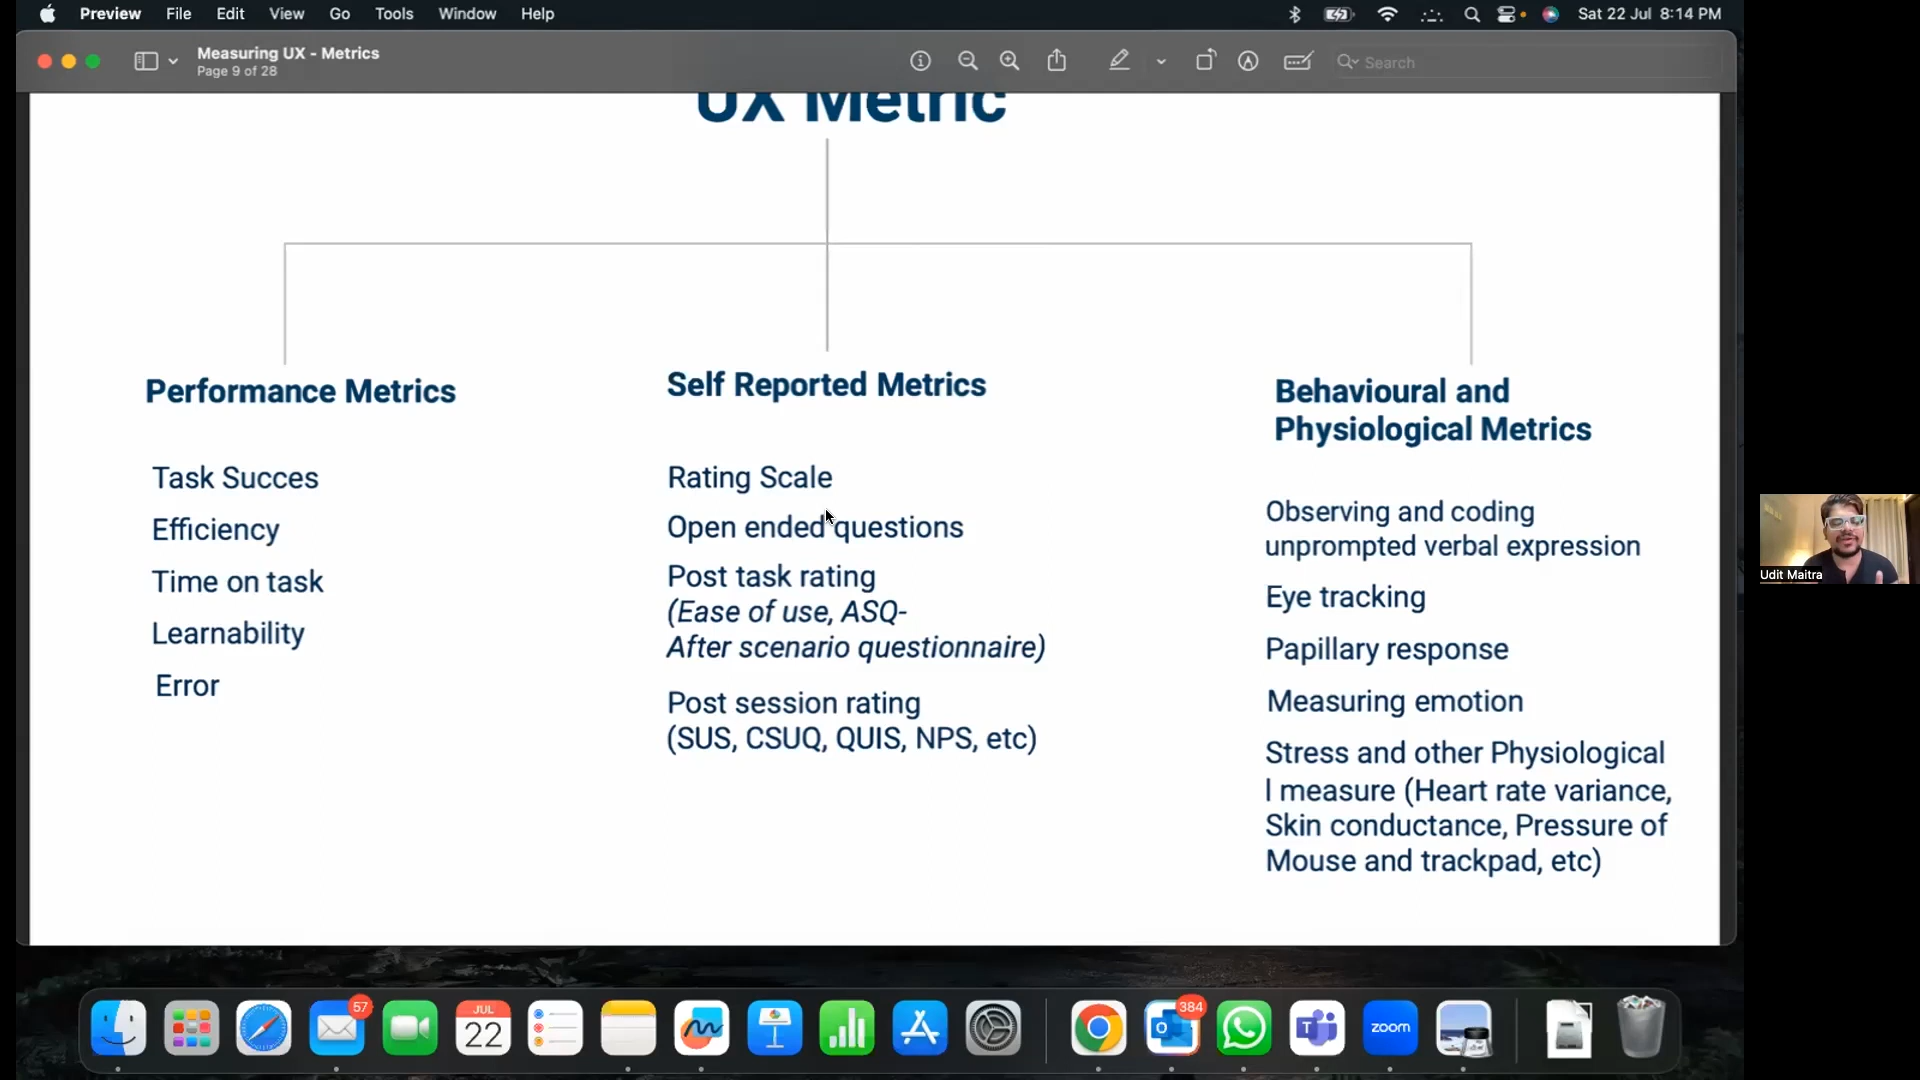 Preview File Edit View Go Tools Window Help
Sat 22 Jul 8:14 PM
Measuring UX - Metrics
Page 9 of 28
Search
UX Metric
Performance Metrics
Task Succes
Efficiency
Time on task
Learnability
Error
Self Reported Metrics
Rating Scale
Open ended questions
Post task rating
(Ease of use, ASQ-
After scenario questionnaire)
Post session rating
(SUS, CSUQ, QUIS, NPS, etc)
Behavioural and
Physiological Metrics
Observing and coding
unprompted verbal expression
Eye tracking
Papillary response
Measuring emotion
Stress and other Physiological
l measure (Heart rate variance,
Skin conductance, Pressure of
Mouse and trackpad, etc)
Udit Maitra
57
JUL
22
384
zoom